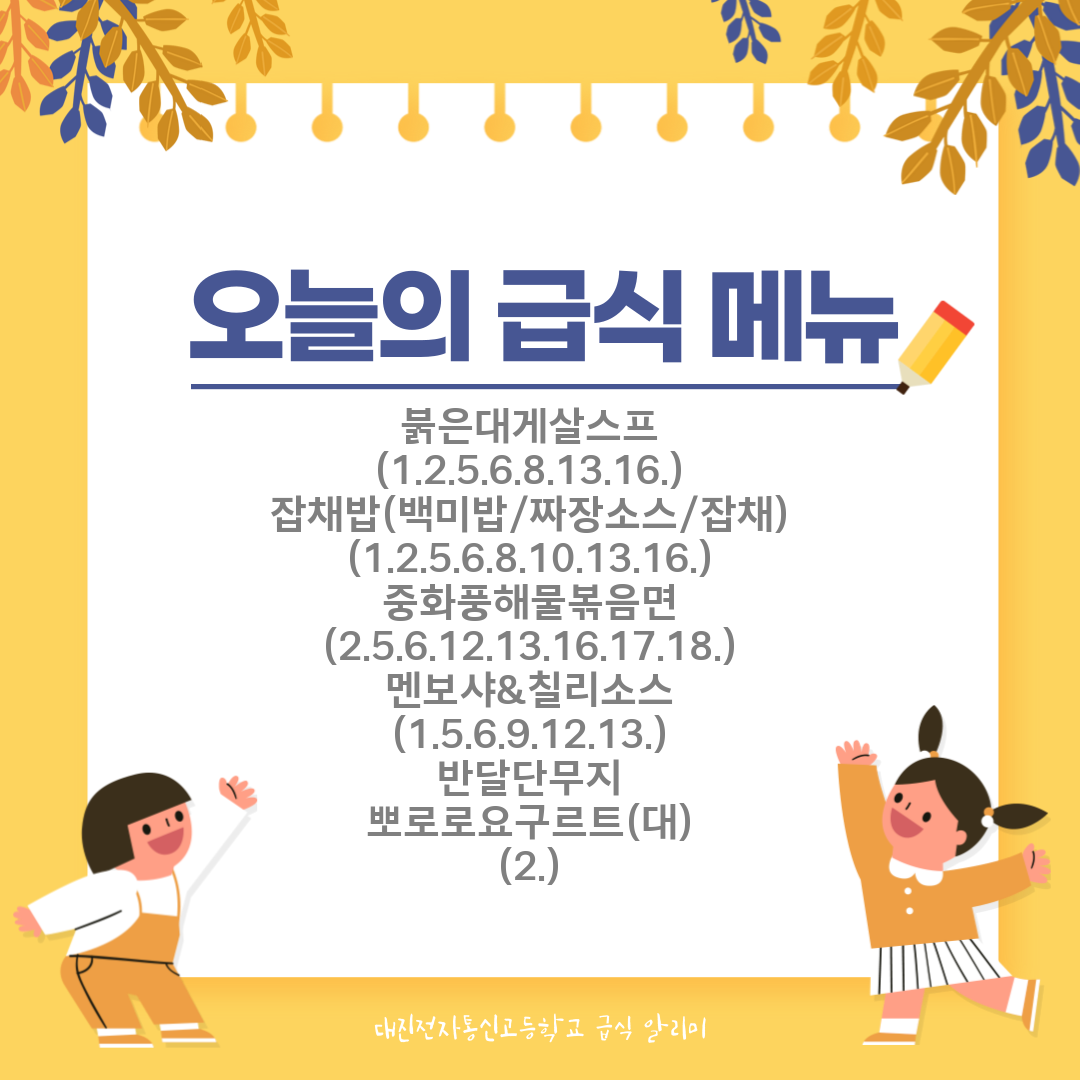 오늘의 급식 메뉴
붉은대게살스프
(1.2.5.6.8.13.16.)
잡채밥(백미밥/짜장소스/잡채)
(1.2.5.6.8.10.13.16.)
중화풍해물볶음면
(2.5.6.12.13.16.17.18.)
멘보샤&칠리소스
(1.5.6.9.12.13.)
반달단무지
뽀로로요구르트(대)
(2.)
대진전자통신고등학교 급식 알리미